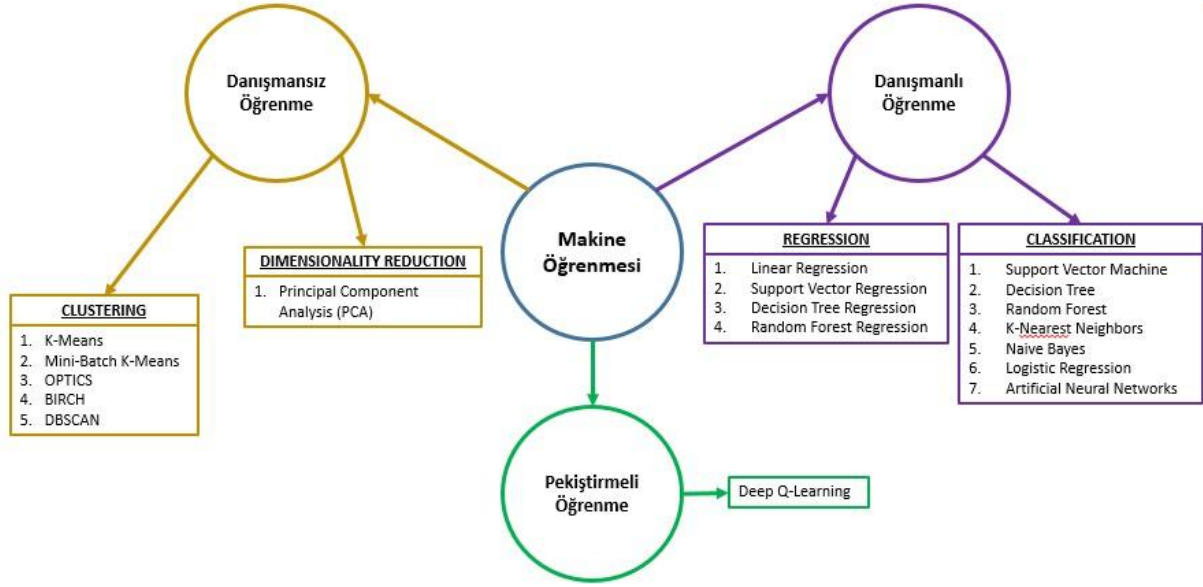 Danışmansız
Öğrenme
Danışmanlı
Öğrenme
Makine
Öğrenmesi
DIMENSIONALITY REDUCTION
1. Principal Component
Analysis (PCA)
CLUSTERING
1. K-Means
2. Mini-Batch K-Means
3. OPTICS
4. BIRCH
5. DBSCAN
REGRESSION
1. Linear Regression
2. Support Vector Regression
3. Decision Tree Regression
4. Random Forest Regression
CLASSIFICATION
1. Support Vector Machine
2. Decision Tree
3. Random Forest
4. K-Nearest Neighbors
5. Naive Bayes
6. Logistic Regression
7. Artificial Neural Networks
Pekiştirmeli
Öğrenme
Deep Q-Learning